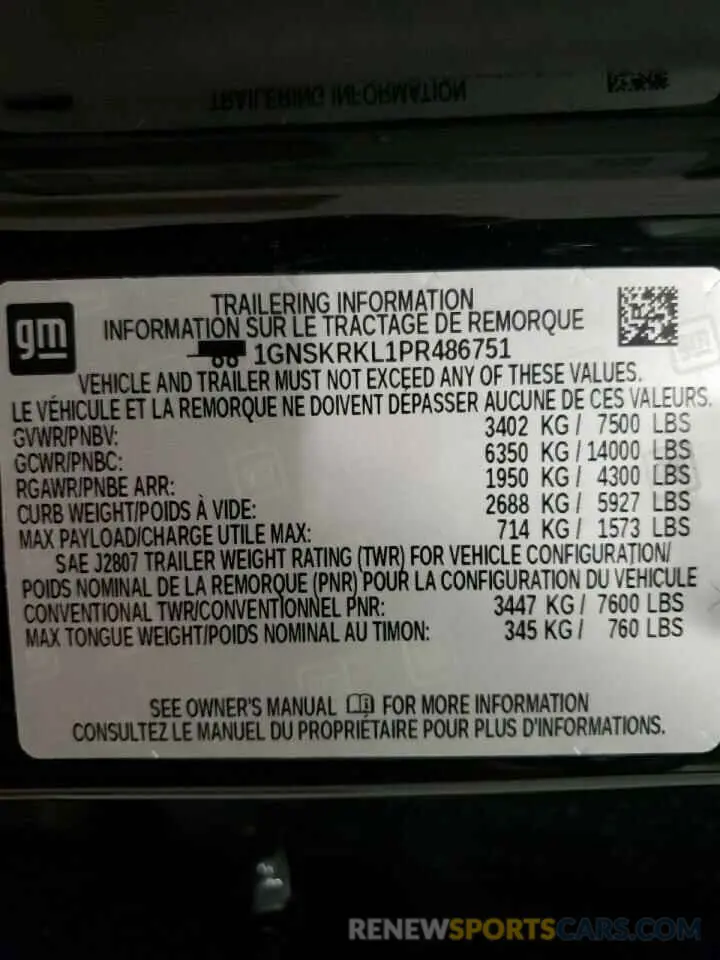 TRAILERING INFORMATION
gm
TRAILERING INFORMATION
INFORMATION SUR LE TRACTAGE DE REMORQUE
1GNSKRKL1PR486751
VEHICLE AND TRAILER MUST NOT EXCEED ANY OF THESE VALUES.
LE VÉHICULE ET LA REMORQUE NE DOIVENT DÉPASSER AUCUNE DE CES VALEURS.
GVWR/PNBV: 3402 KG / 7500 LBS
GCWR/PNBC: 6350 KG / 14000 LBS
RGAWR/PNBE ARR: 1950 KG / 4300 LBS
CURB WEIGHT/POIDS À VIDE: 2688 KG / 5927 LBS
MAX PAYLOAD/CHARGE UTILE MAX: 714 KG / 1573 LBS
SAE J2807 TRAILER WEIGHT RATING (TWR) FOR VEHICLE CONFIGURATION/
POIDS NOMINAL DE LA REMORQUE (PNR) POUR LA CONFIGURATION DU VÉHICULE
CONVENTIONAL TWR/CONVENTIONNEL PNR: 3447 KG / 7600 LBS
MAX TONGUE WEIGHT/POIDS NOMINAL AU TIMON: 345 KG / 760 LBS
SEE OWNER'S MANUAL FOR MORE INFORMATION
CONSULTEZ LE MANUEL DU PROPRIÉTAIRE POUR PLUS D'INFORMATIONS.
RENEWSPORTSCARS.COM